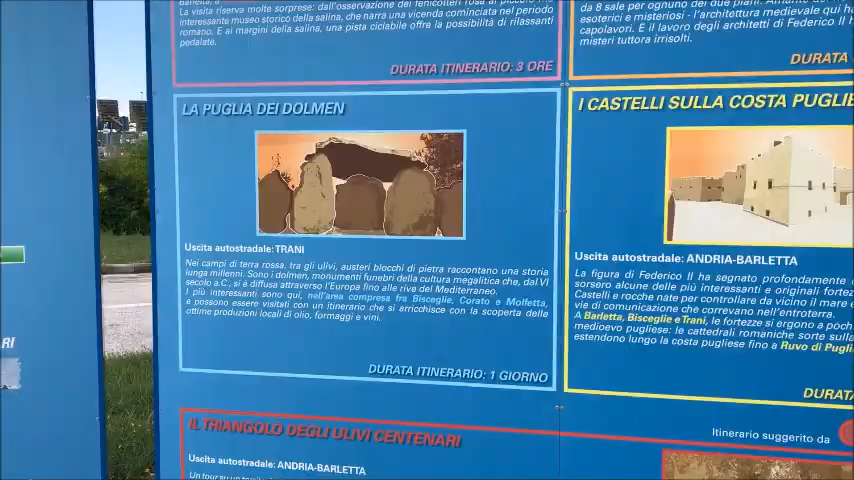 Barletta, a
La visita riserva molte sorprese: dall'osservazione dei fenicotteri rosa al piccolo ma
interessante museo storico della salina, che narra una vicenda cominciata nel periodo
romano. E ai margini della salina, una pista ciclabile offre la possibilità di rilassanti
pedalate.
DURATA ITINERARIO: 3 ORE
da 8 sale per ognuno dei due piani.
esoterici e misteriosi - l'architettura medievale qui ha
capolavori. E il lavoro degli architetti di Federico II h
misteri tuttora irrisolti.
DURATA
LA PUGLIA DEI DOLMEN
Uscita autostradale: TRANI
Nei campi di terra rossa, tra gli ulivi, austeri blocchi di pietra raccontano una storia
lunga millenni. Sono i dolmen, monumenti funebri della cultura megalitica che, dal VI
secolo a.C., si è diffusa attraverso l'Europa fino alle rive del Mediterraneo.
I più interessanti sono qui, nell'area compresa fra Bisceglie, Corato e Molfetta,
e possono essere visitati con un itinerario che si arricchisce con la scoperta delle
ottime produzioni locali di olio, formaggi e vini.
DURATA ITINERARIO: 1 GIORNO
I CASTELLI SULLA COSTA PUGLIE
Uscita autostradale: ANDRIA-BARLETTA
La figura di Federico II ha segnato profondamente
sorsero alcune delle più interessanti e originali fortez
Castelli e rocche nate per controllare da vicino il mare e
vie di comunicazione che correvano nell'entroterra.
A Barletta, Bisceglie e Trani, le fortezze si ergono a poch
medioevo pugliese: le cattedrali romaniche sorte sulla
estendono lungo la costa pugliese fino a Ruvo di Pugli
DURATA
IL TRIANGOLO DEGLI ULIVI CENTENARI
Uscita autostradale: ANDRIA-BARLETTA
Un tour su un
Itinerario suggerito da
RI